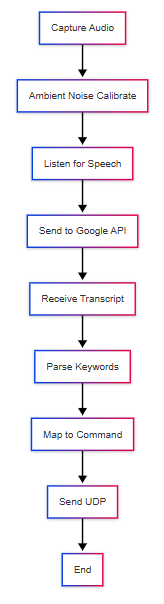 Capture Audio
Ambient Noise Calibrate
Listen for Speech
Send to Google API
Receive Transcript
Parse Keywords
Map to Command
Send UDP
End